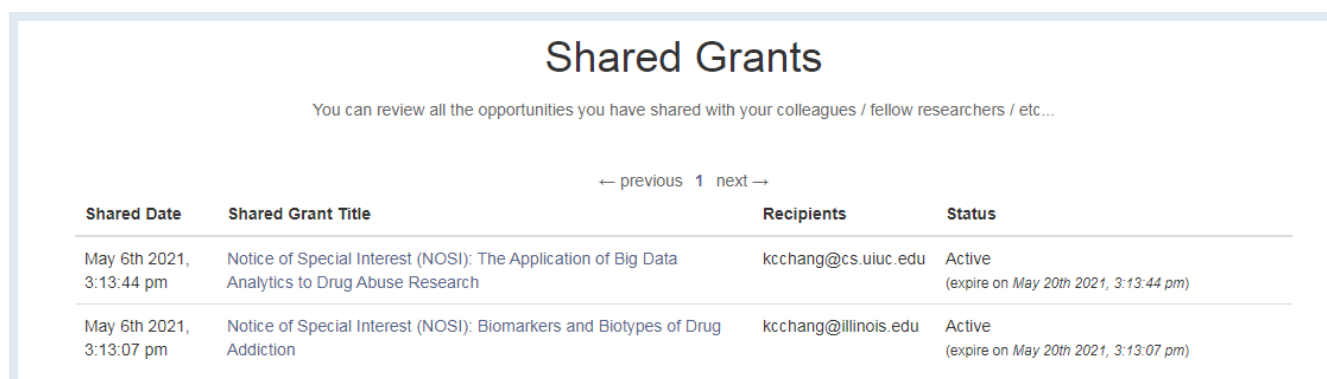 Shared Grants
You can review all the opportunities you have shared with your colleagues / fellow researchers / etc...
← previous 1 next →
Shared Date Shared Grant Title Recipients Status
May 6th 2021, Notice of Special Interest (NOSI): The Application of Big Data kcchang@cs.uiuc.edu Active
3:13:44 pm Analytics to Drug Abuse Research (expire on May 20th 2021, 3:13:44 pm)
May 6th 2021, Notice of Special Interest (NOSI): Biomarkers and Biotypes of Drug kcchang@illinois.edu Active
3:13:07 pm Addiction (expire on May 20th 2021, 3:13:07 pm)